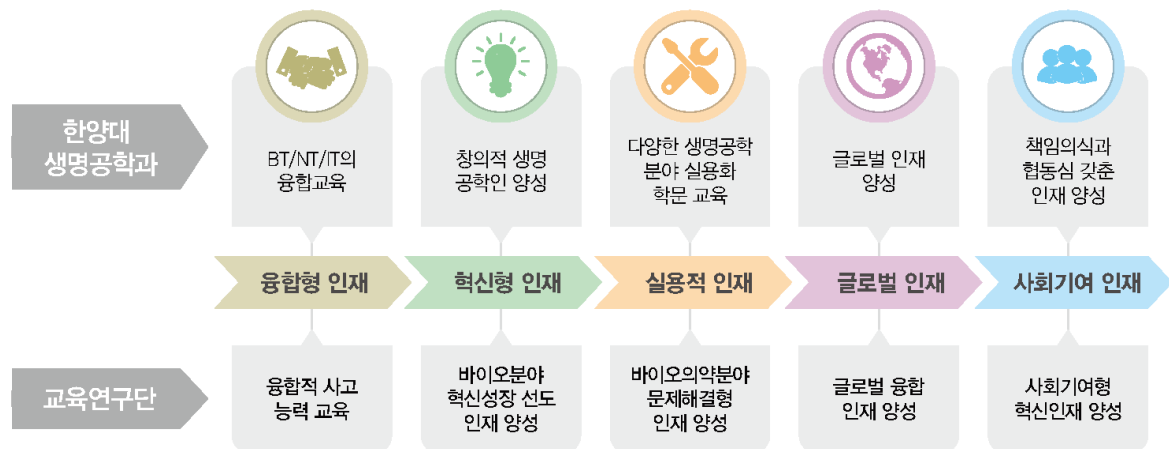 한양대
생명공학과
BT/NT/IT의
융합교육
창의적 생명
공학인 양성
다양한 생명공학
분야 실용화
학문 교육
글로벌 인재
양성
책임의식과
협동심 갖춘
인재 양성
융합형 인재
혁신형 인재
실용적 인재
글로벌 인재
사회기여 인재
교육연구단
융합적 사고
능력 교육
바이오분야
혁신성장 선도
인재 양성
바이오의약분야
문제해결형
인재 양성
글로벌 융합
인재 양성
사회기여형
혁신인재 양성